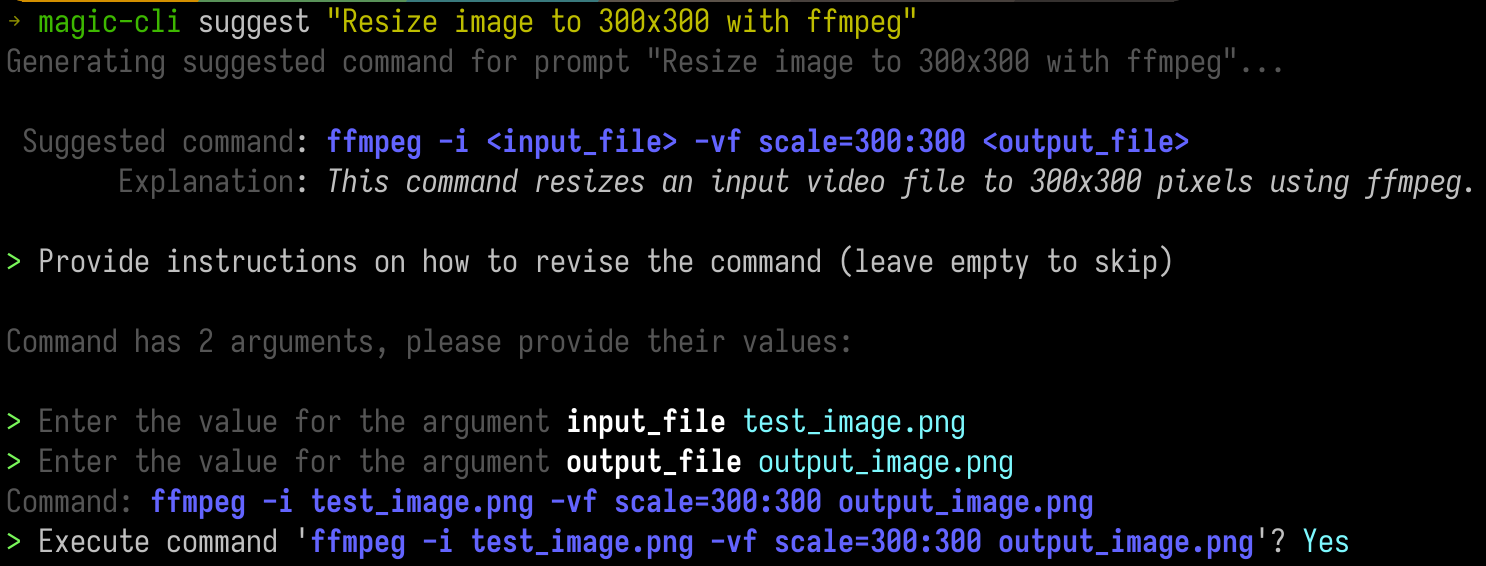 → magic-cli suggest "Resize image to 300x300 with ffmpeg"
Generating suggested command for prompt "Resize image to 300x300 with ffmpeg"...
Suggested command: ffmpeg -i <input_file> -vf scale=300:300 <output_file>
Explanation: This command resizes an input video file to 300x300 pixels using ffmpeg.
> Provide instructions on how to revise the command (leave empty to skip)
Command has 2 arguments, please provide their values:
> Enter the value for the argument input_file test_image.png
> Enter the value for the argument output_file output_image.png
Command: ffmpeg -i test_image.png -vf scale=300:300 output_image.png
> Execute command 'ffmpeg -i test_image.png -vf scale=300:300 output_image.png'? Yes